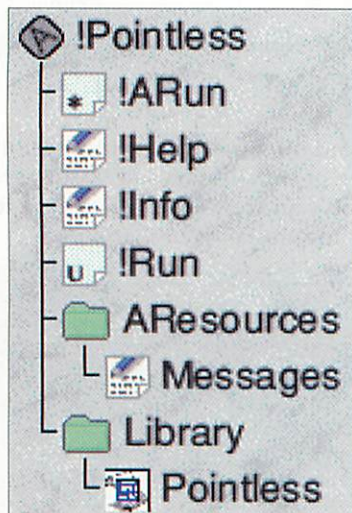 !Pointless
!ARun
!Help
!Info
!Run
AResources
Messages
Library
Pointless